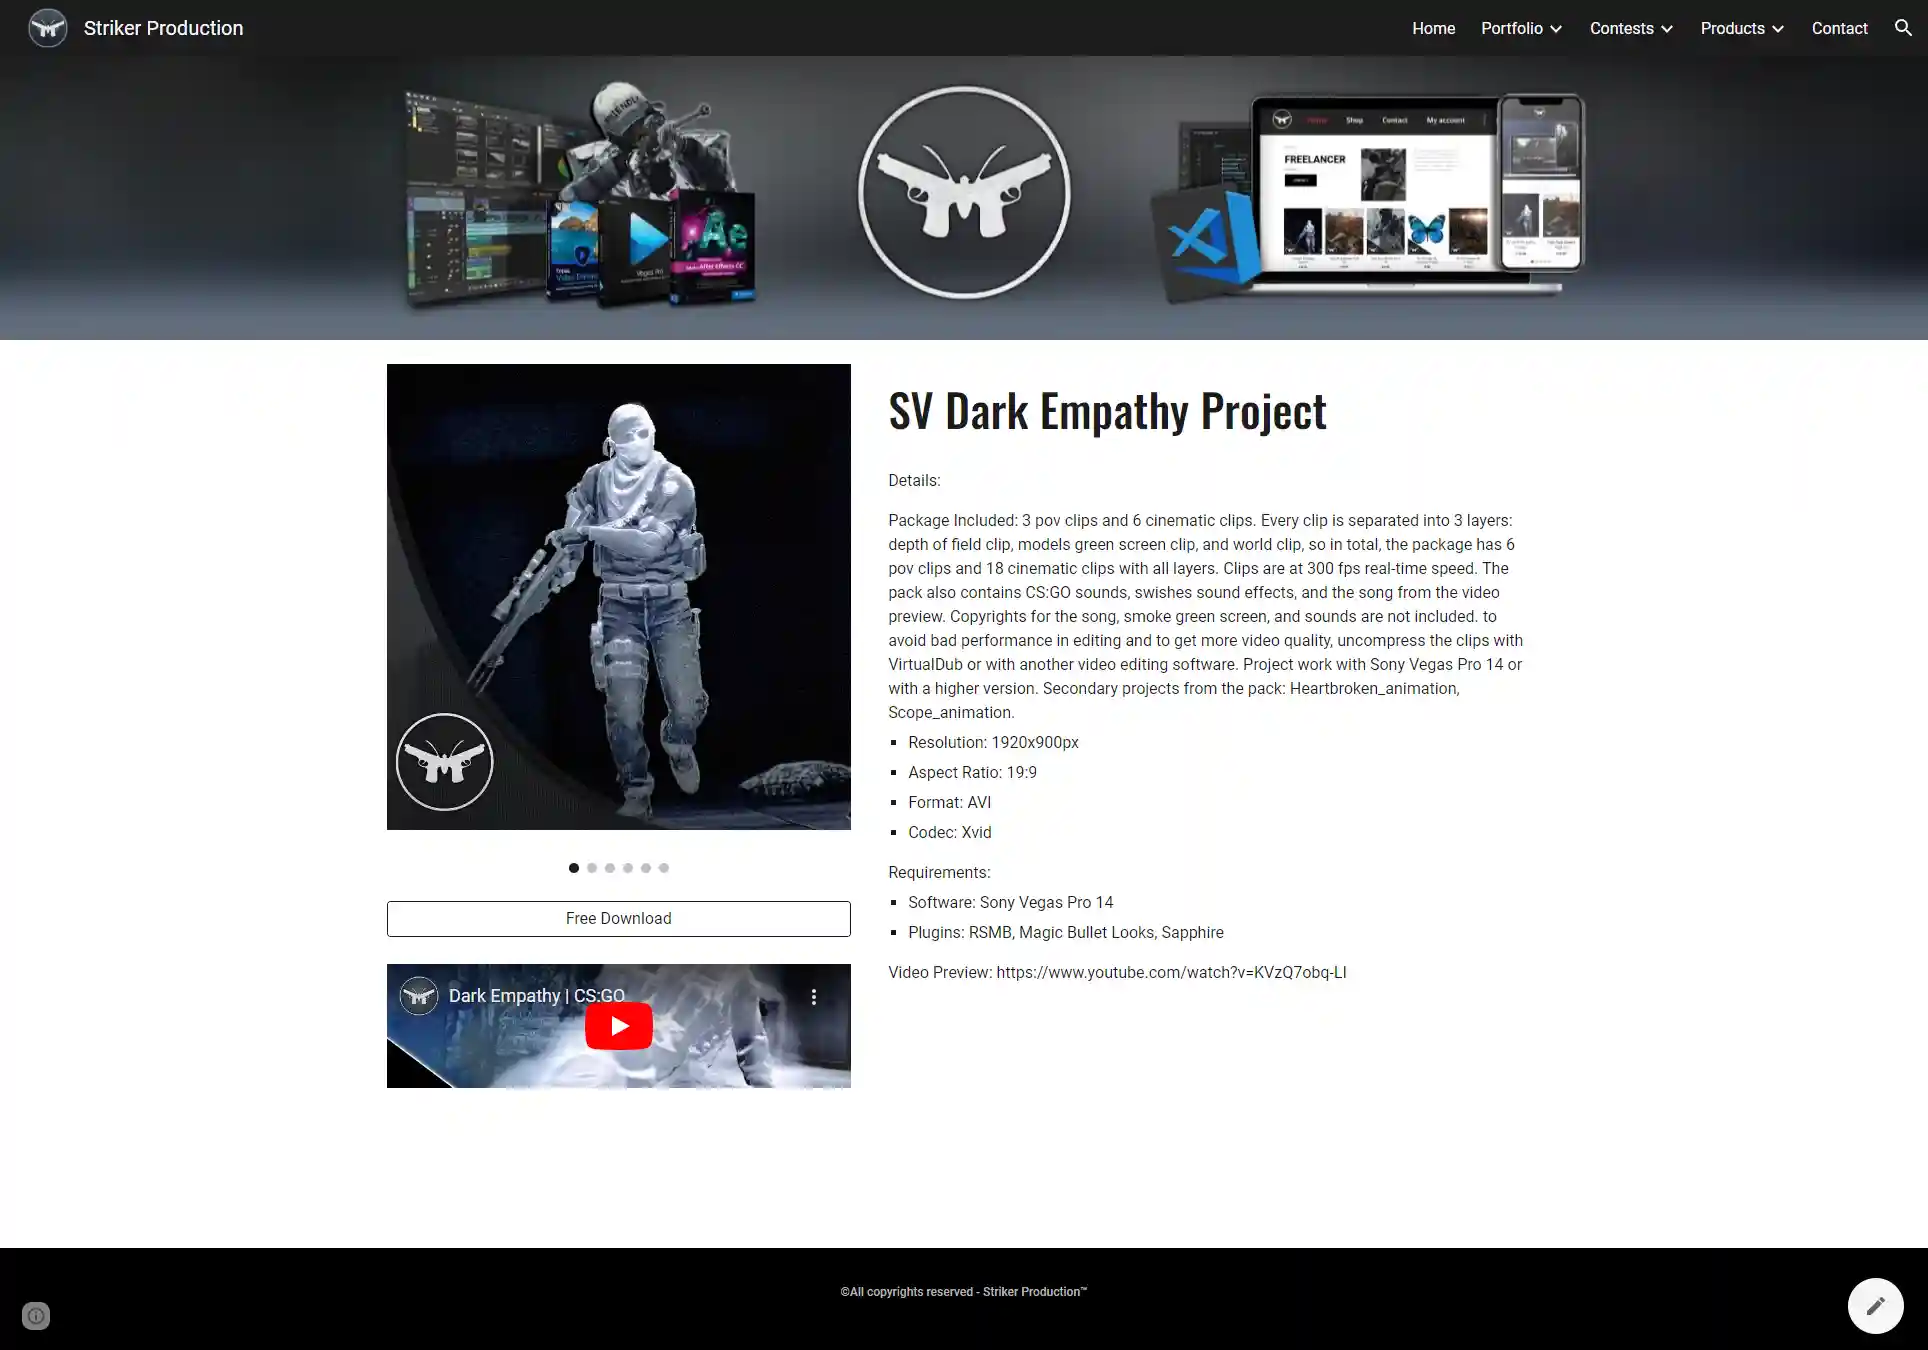 Striker Production
Home
Portfolio
Contests
Products
Contact
FRIENDLY
Ae
After Effects CC
Vegas Pro
Home
Shop
Contact
My account
FREELANCER
SV Dark Empathy Project
Details:
Package Included: 3 pov clips and 6 cinematic clips. Every clip is separated into 3 layers:
depth of field clip, models green screen clip, and world clip, so in total, the package has 6
pov clips and 18 cinematic clips with all layers. Clips are at 300 fps real-time speed. The
pack also contains CS:GO sounds, swishes sound effects, and the song from the video
preview. Copyrights for the song, smoke green screen, and sounds are not included. to
avoid bad performance in editing and to get more video quality, uncompress the clips with
VirtualDub or with another video editing software. Project work with Sony Vegas Pro 14 or
with a higher version. Secondary projects from the pack: Heartbroken_animation,
Scope_animation.
Resolution: 1920x900px
Aspect Ratio: 19:9
Format: AVI
Codec: Xvid
Requirements:
Software: Sony Vegas Pro 14
Plugins: RSMB, Magic Bullet Looks, Sapphire
Video Preview: https://www.youtube.com/watch?v=KVzQ7obq-LI
Free Download
Dark Empathy | CS:GO
©All copyrights reserved - Striker Production™